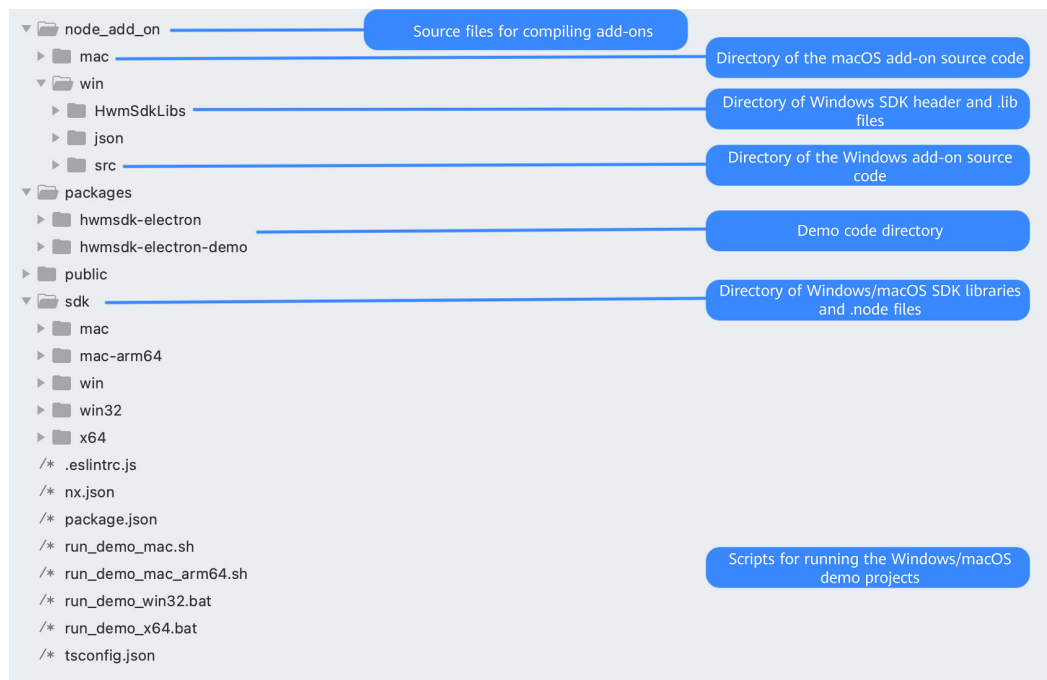 node_add_on
Source files for compiling add-ons
mac
Directory of the macOS add-on source code
win
HwmSdkLibs
Directory of Windows SDK header and .lib
files
json
src
Directory of the Windows add-on source
code
packages
hwmsdk-electron
hwmsdk-electron-demo
Demo code directory
public
sdk
Directory of Windows/macOS SDK libraries
and .node files
mac
mac-arm64
win
win32
x64
/* .eslintrc.js
/* nx.json
/* package.json
/* run_demo_mac.sh
/* run_demo_mac_arm64.sh
Scripts for running the Windows/macOS
demo projects
/* run_demo_win32.bat
/* run_demo_x64.bat
/* tsconfig.json